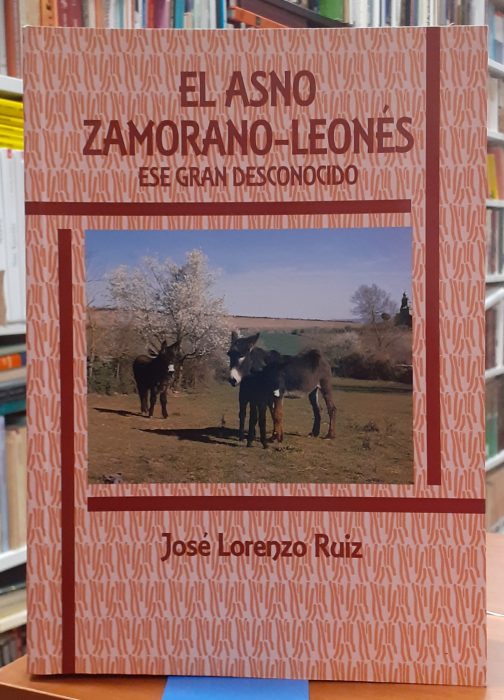 EL ASNO
ZAMORANO-LEONÉS
ESE GRAN DESCONOCIDO
José Lorenzo Ruiz